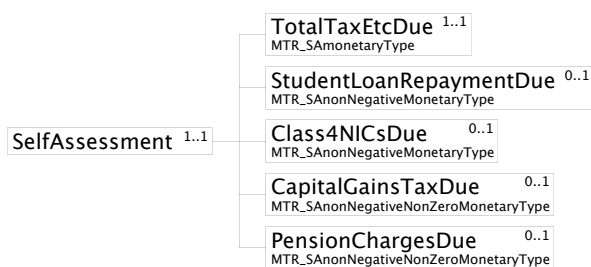 TotalTaxEtcDue 1..1
MTR_SAmonetaryType
StudentLoanRepaymentDue 0..1
MTR_SAnonNegativeMonetaryType
SelfAssessment 1..1
Class4NICsDue 0..1
MTR_SAnonNegativeMonetaryType
CapitalGainsTaxDue 0..1
MTR_SAnonNegativeNonZeroMonetaryType
PensionChargesDue 0..1
MTR_SAnonNegativeNonZeroMonetaryType